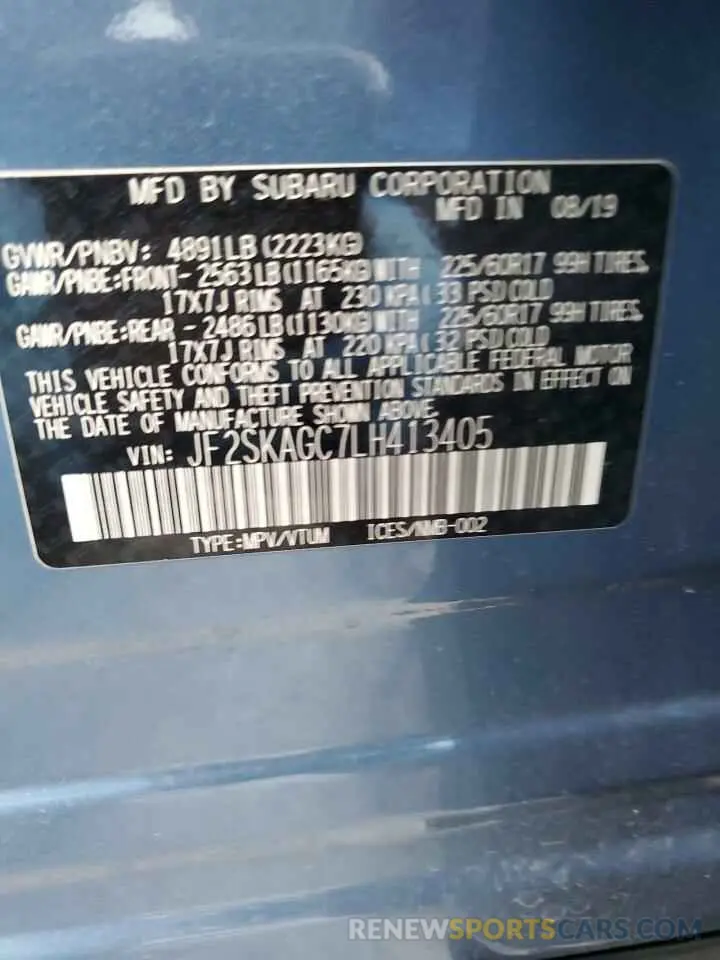 MFD BY SUBARU CORPORATION
MFD IN 08/19
GVWR/PNBV: 4891LB(2223KG)
GAWR/PNBE:FRONT-2563LB(1165KG)WITH 225/60R17 99H TIRES,
17X7J RIMS AT 230 KPA( 33 PSI)COLD
GAWR/PNBE:REAR -2486LB(1130KG)WITH 225/60R17 99H TIRES,
17X7J RIMS AT 220 KPA( 32 PSI)COLD
THIS VEHICLE CONFORMS TO ALL APPLICABLE FEDERAL MOTOR
VEHICLE SAFETY AND THEFT PREVENTION STANDARDS IN EFFECT ON
THE DATE OF MANUFACTURE SHOWN ABOVE.
VIN: JF2SKAGC7LH413405
TYPE:MPV/VTUM ICES/NMB-002
RENEWSPORTSCARS.COM